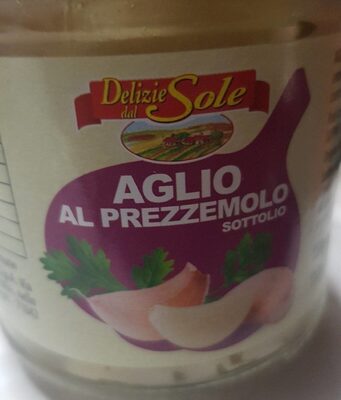 Delizie
dal Sole
AGLIO
AL PREZZEMOLO
SOTTOLIO